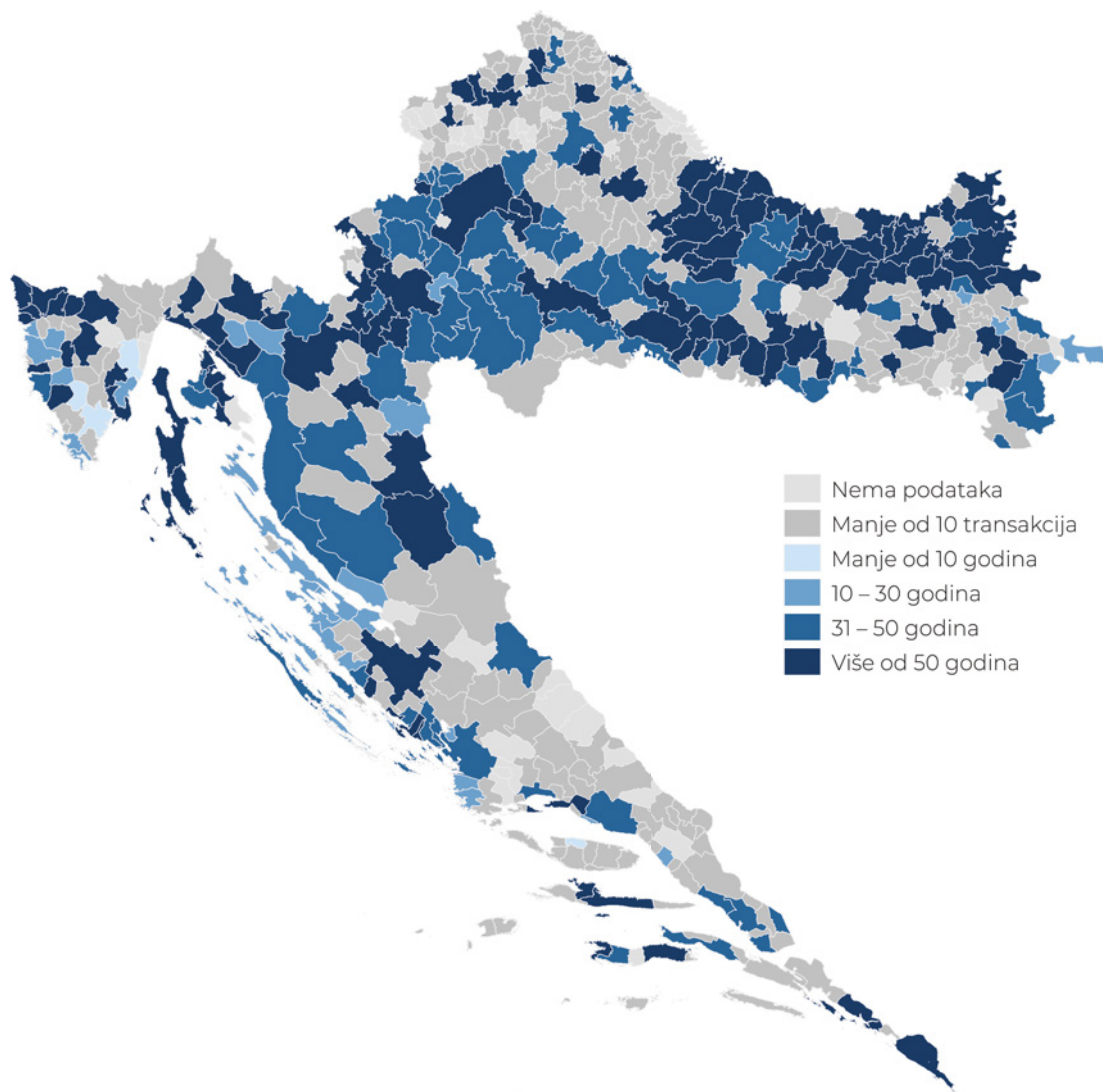 Nema podataka
Manje od 10 transakcija
Manje od 10 godina
10 – 30 godina
31 – 50 godina
Više od 50 godina